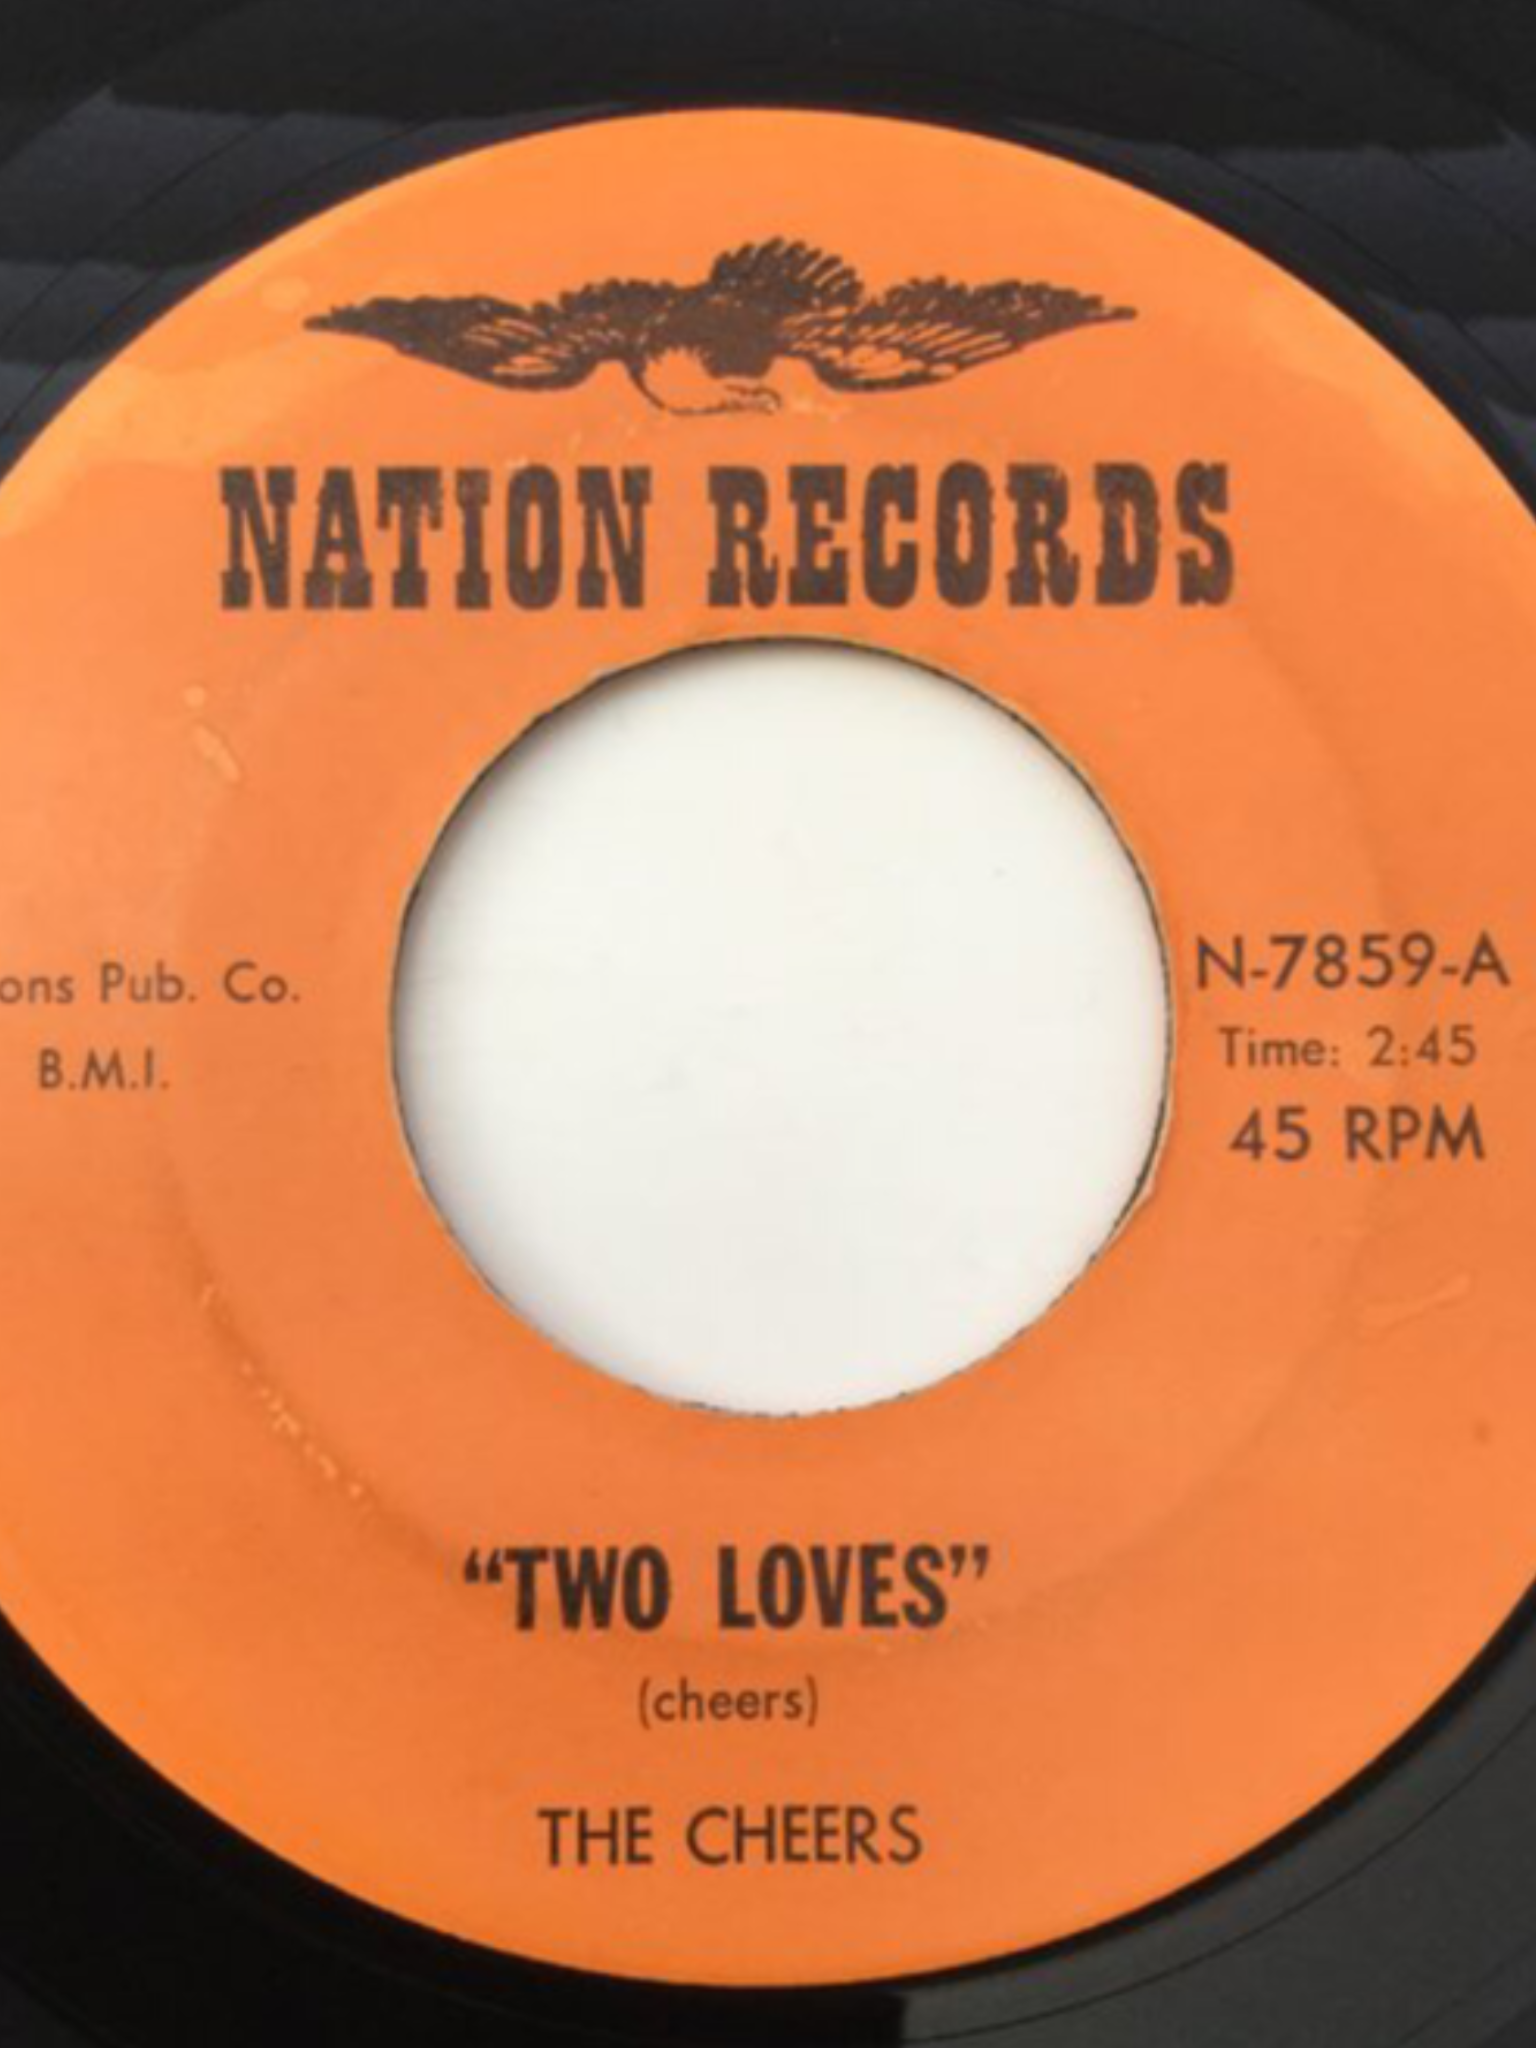 NATION RECORDS
ons Pub. Co.
B.M.I.
N-7859-A
Time: 2:45
45 RPM
“TWO LOVES”
(cheers)
THE CHEERS